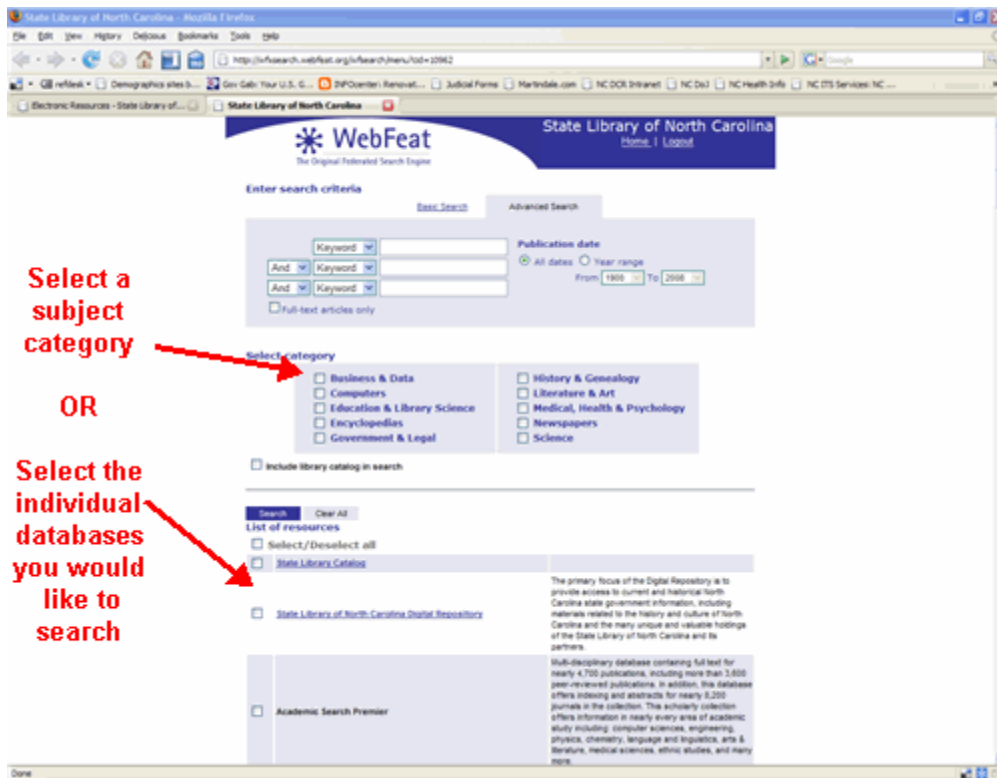 State Library of North Carolina - Mozilla Firefox
File Edit View History Delicious Bookmarks Tools Help
Google
Demographics sites b...
Gov Gab: Your U.S. G...
INFOcenter: Renovat...
Judicial Forms
Martindale.com
NC DCR Intranet
NC DoJ
NC Health Info
NC ITS Services: NC ...
Electronic Resources - State Library of...
State Library of North Carolina
WebFeat
The Original Federated Search Engine
State Library of North Carolina
Home | Logout
Enter search criteria
Basic Search
Advanced Search
Keyword
And Keyword
And Keyword
Full-text articles only
Publication date
All dates Year range
From 1900 To 2008
Select a
subject
category
OR
Select the
individual
databases
you would
like to
search
Select category
Business & Data
Computers
Education & Library Science
Encyclopedias
Government & Legal
History & Genealogy
Literature & Art
Medical, Health & Psychology
Newspapers
Science
Include library catalog in search
Search Clear All
List of resources
Select/Deselect all
State Library Catalog
State Library of North Carolina Digital Repository
The primary focus of the Digital Repository is to
provide access to current and historical North
Carolina state government information, including
materials related to the history and culture of North
Carolina and the many unique and valuable holdings
of the State Library of North Carolina and its
partners.
Academic Search Premier
Multi-disciplinary database containing full text for
nearly 4,700 publications, including more than 3,600
peer-reviewed publications. In addition, this database
offers indexing and abstracts for nearly 8,200
journals in the collection. This scholarly collection
offers information in nearly every area of academic
study including: computer sciences, engineering,
physics, chemistry, language and linguistics, arts &
literature, medical sciences, ethnic studies, and many
more.
Done